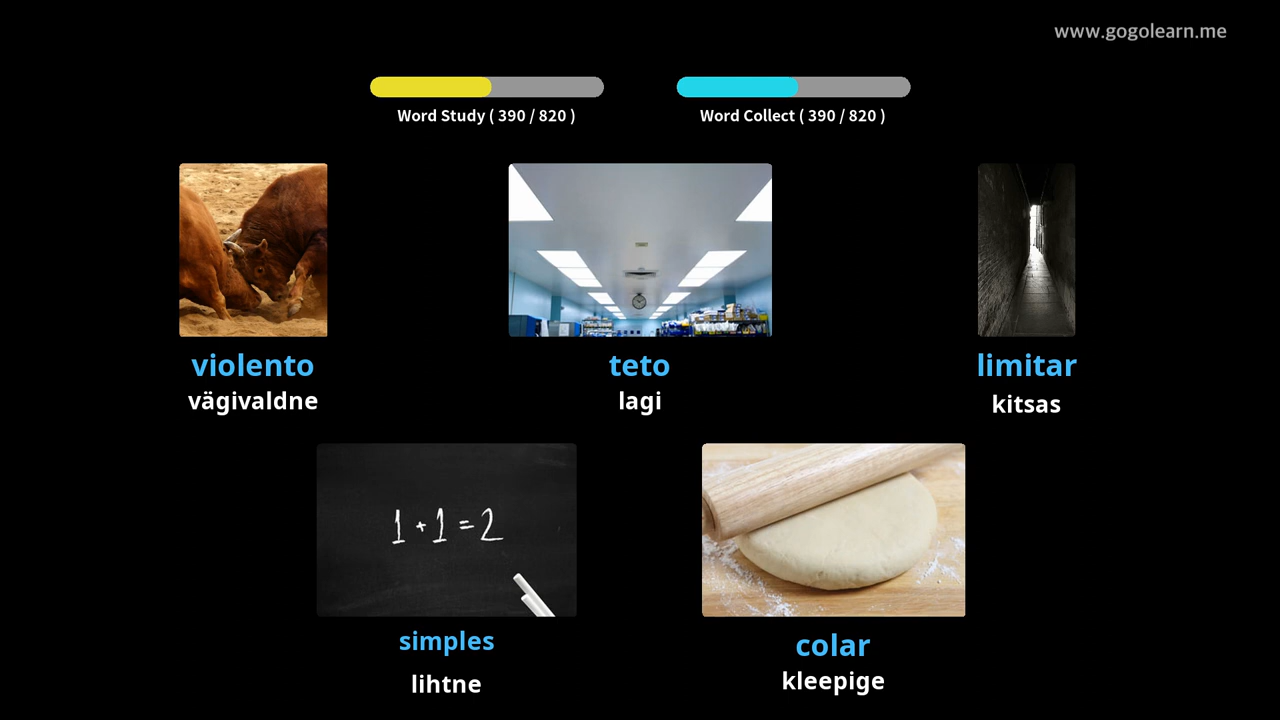 www.gogolearn.me
Word Study ( 390 / 820 )
Word Collect ( 390 / 820 )
violento
vägivaldne
teto
lagi
limitar
kitsas
1 + 1 = 2
simples
lihtne
colar
kleepige